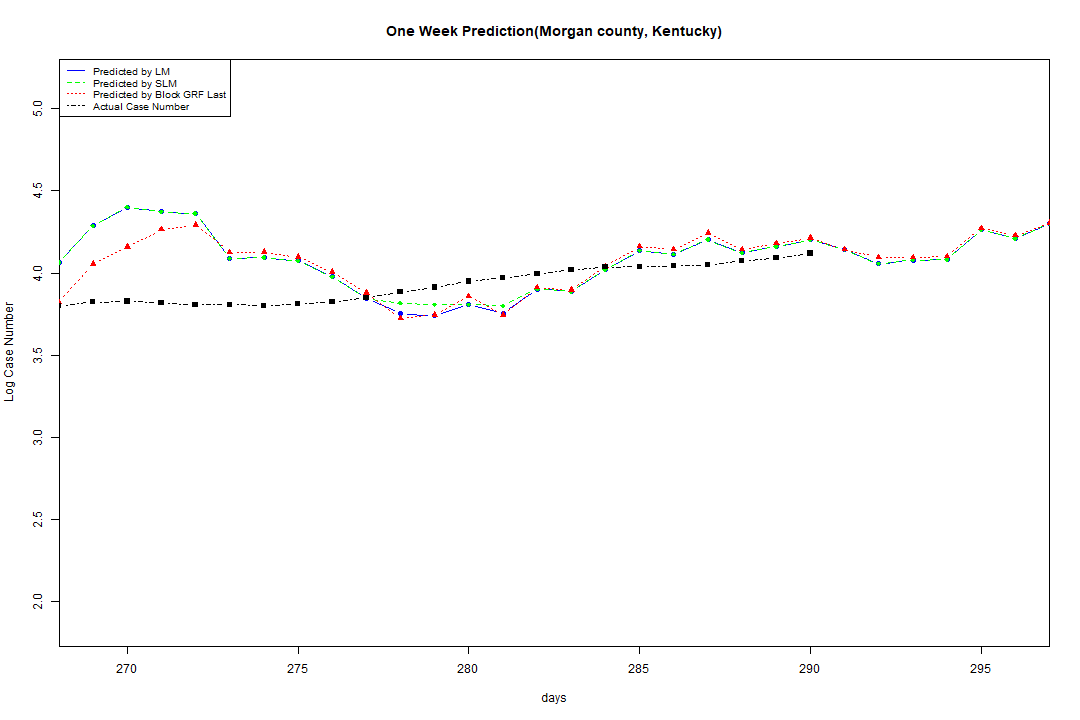 One Week Prediction(Morgan county, Kentucky)
Predicted by LM
Predicted by SLM
Predicted by Block GRF Last
Actual Case Number
5.0
4.5
4.0
3.5
3.0
2.5
2.0
Log Case Number
270 275 280 285 290 295
days